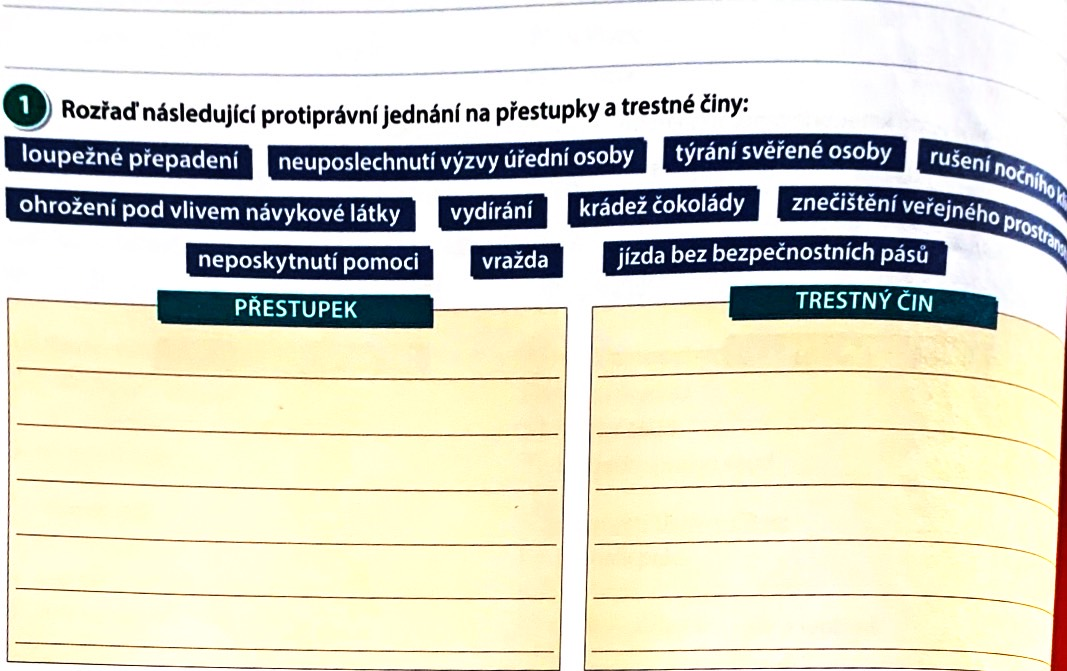 1 Rozřaď následující protiprávní jednání na přestupky a trestné činy:
loupežné přepadení neuposlechnutí výzvy úřední osoby týrání svěřené osoby rušení nočního
ohrožení pod vlivem návykové látky vydírání krádež čokolády znečištění veřejného
neposkytnutí pomoci vražda jízda bez bezpečnostních pásů
PŘESTUPEK TRESTNÝ ČIN